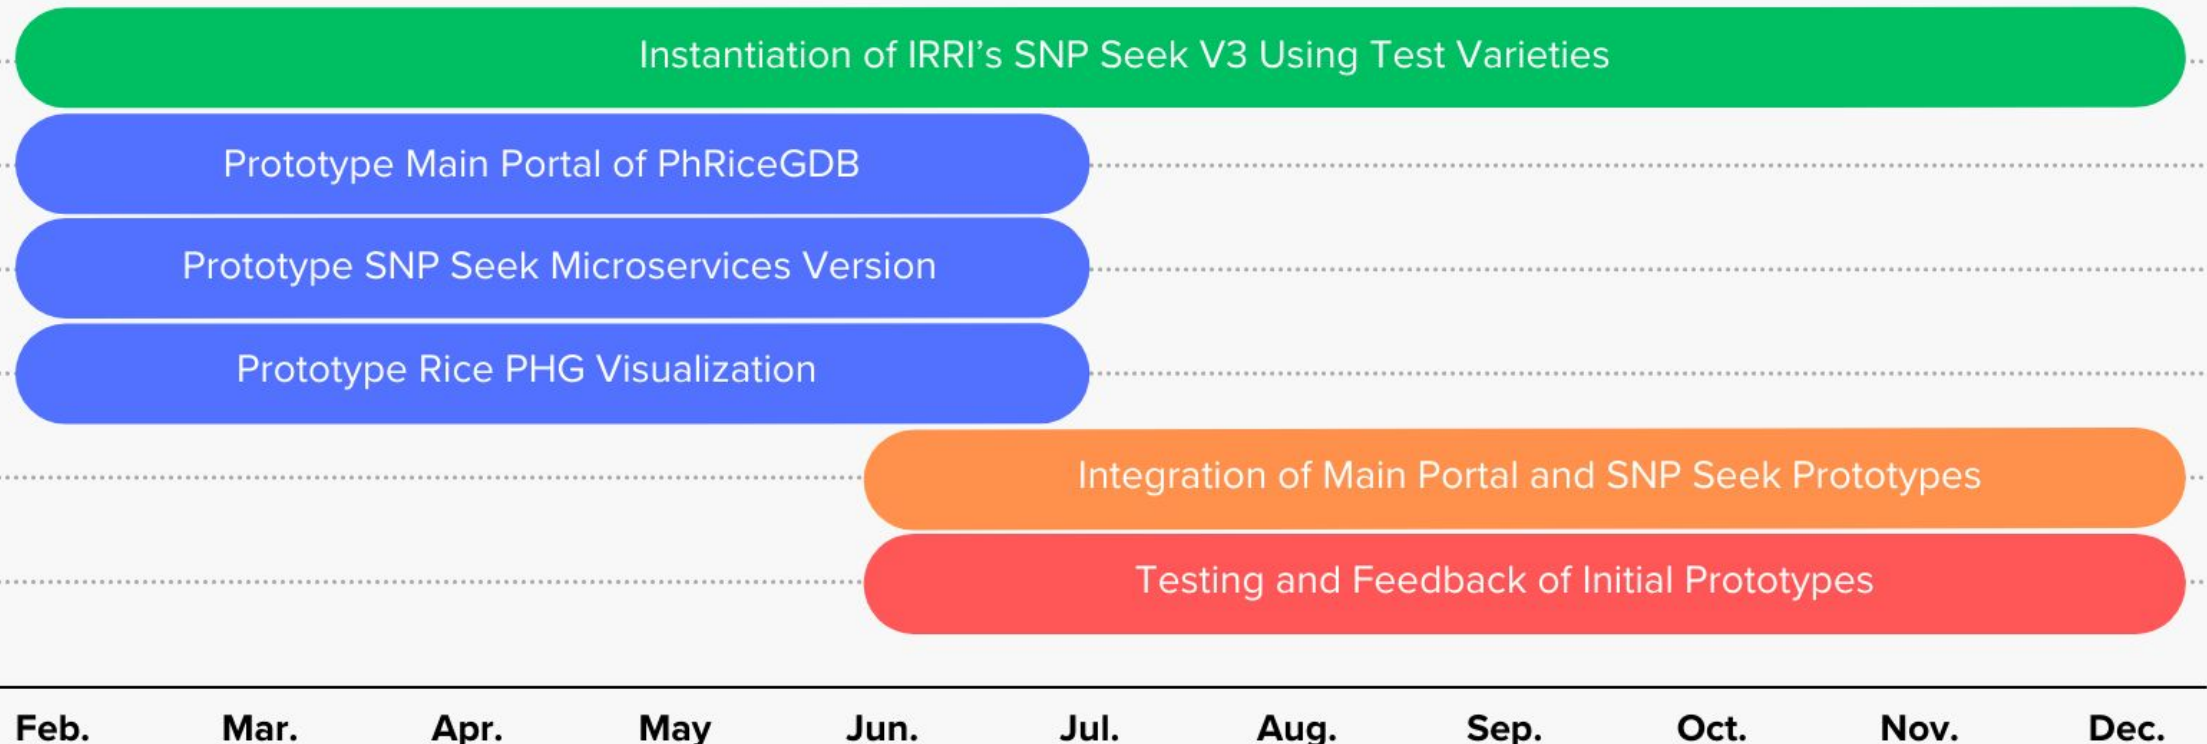 Instantiation of IRRI's SNP Seek V3 Using Test Varieties
Prototype Main Portal of PhRiceGDB
Prototype SNP Seek Microservices Version
Prototype Rice PHG Visualization
Integration of Main Portal and SNP Seek Prototypes
Testing and Feedback of Initial Prototypes
Feb. Mar. Apr. May Jun. Jul. Aug. Sep. Oct. Nov. Dec.